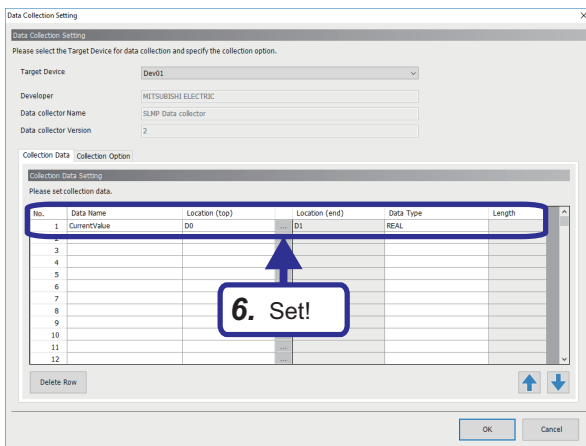 Data Collection Setting
Data Collection Setting
Please select the Target Device for data collection and specify the collection option.
Target Device Dev01
Developer MITSUBISHI ELECTRIC
Data collector Name SLMP Data collector
Data collector Version 2
Collection Data Collection Option
Collection Data Setting
Please set collection data.
No. Data Name Location (top) Location (end) Data Type Length
1 CurrentValue D0 ... D1 REAL
2
3
4
5
6
7
8
9
10
11 ...
12 ...
6. Set!
Delete Row
OK Cancel